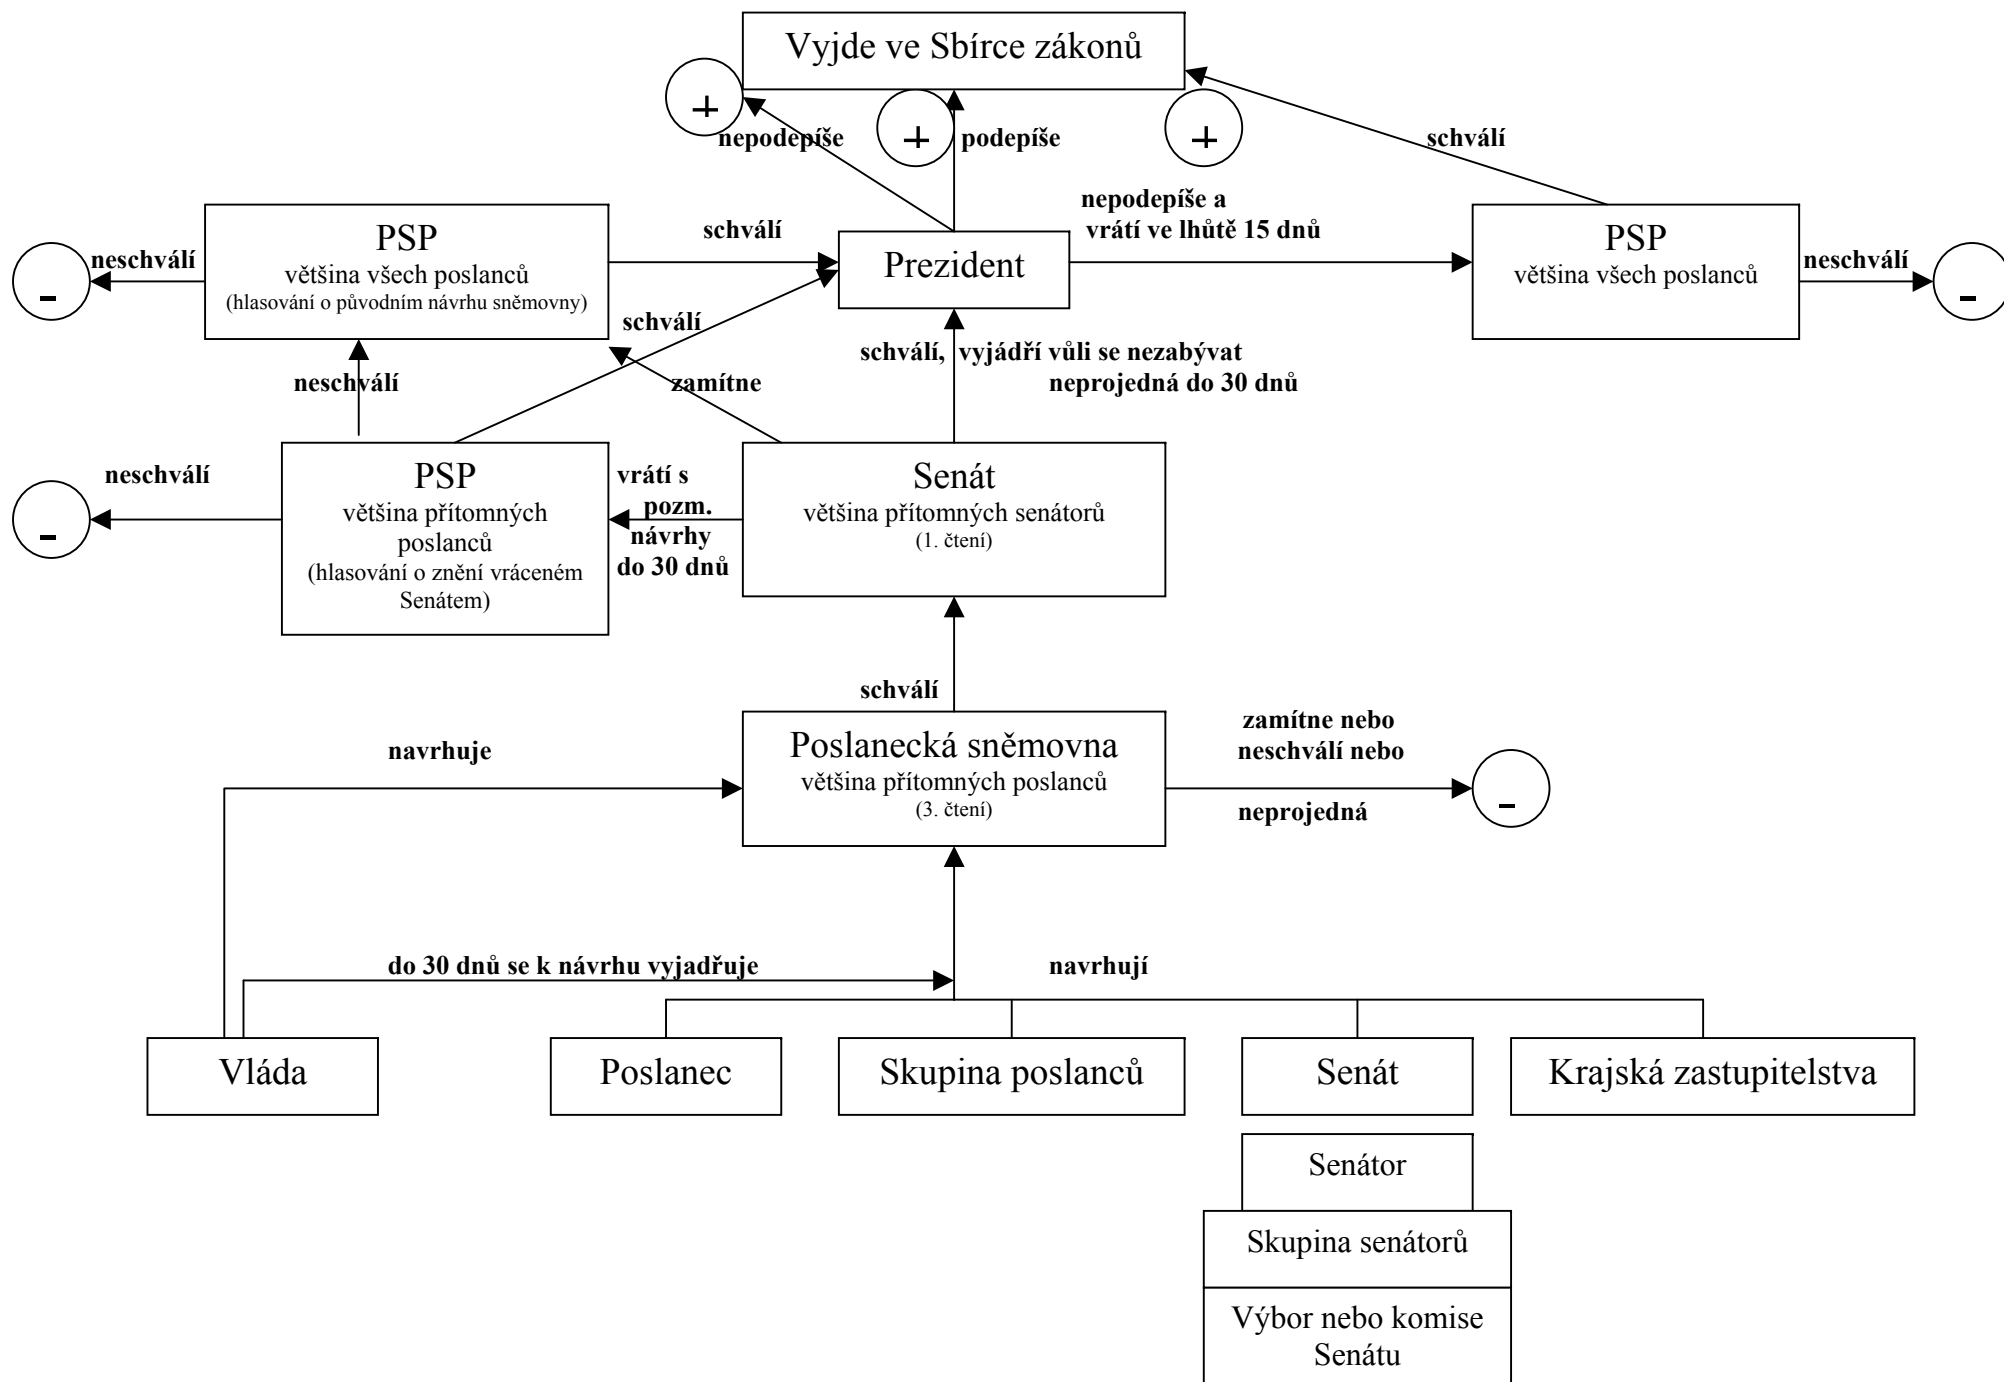 Vyjde ve Sbírce zákonů
+
+
+
nepodepíše
podepíše
schválí
PSP
většina všech poslanců
(hlasování o původním návrhu sněmovny)
neschválí
-
schválí
Prezident
nepodepíše a
vrátí ve lhůtě 15 dnů
PSP
většina všech poslanců
neschválí
-
schválí
neschválí
zamítne
schválí, vyjádří vůli se nezabývat
neprojedná do 30 dnů
neschválí
-
PSP
většina přítomných
poslanců
(hlasování o znění vráceném
Senátem)
vrátí s
pozm.
návrhy
do 30 dnů
Senát
většina přítomných senátorů
(1. čtení)
schválí
navrhuje
Poslanecká sněmovna
většina přítomných poslanců
(3. čtení)
zamítne nebo
neschválí nebo
neprojedná
-
do 30 dnů se k návrhu vyjadřuje
navrhují
Vláda
Poslanec
Skupina poslanců
Senát
Krajská zastupitelstva
Senátor
Skupina senátorů
Výbor nebo komise
Senátu